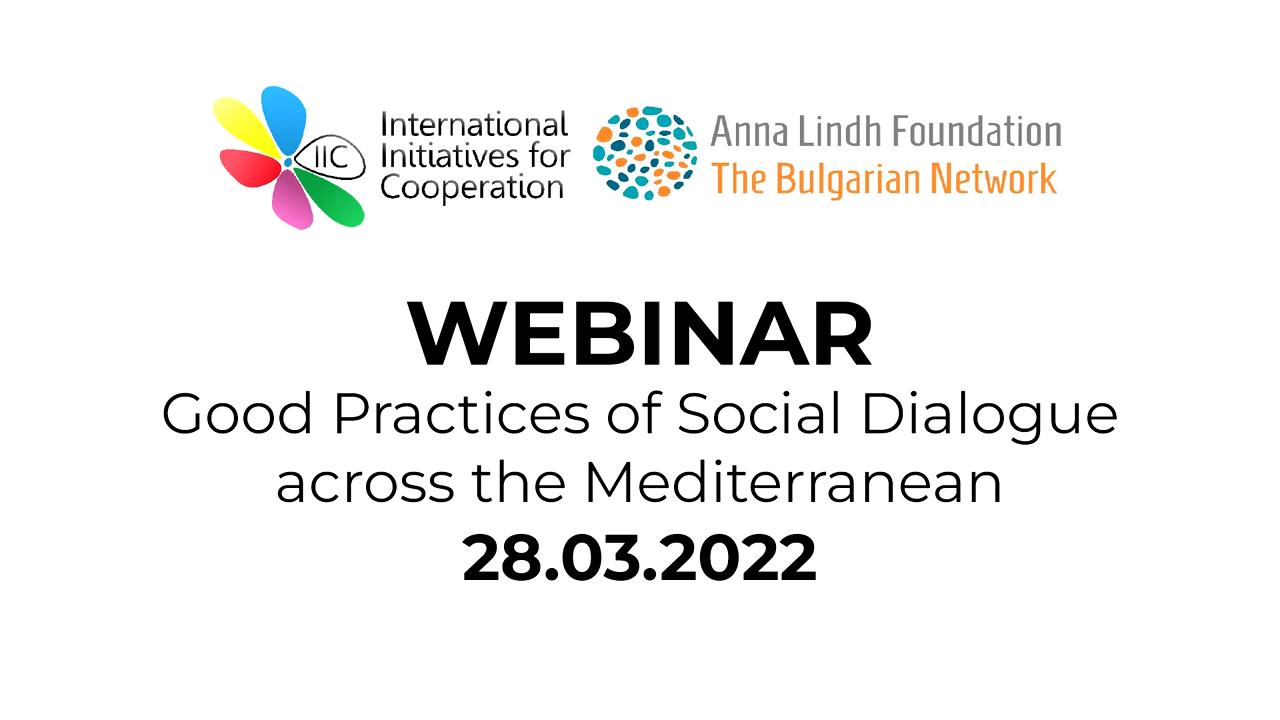 IIC
International
Initiatives for
Cooperation
Anna Lindh Foundation
The Bulgarian Network
WEBINAR
Good Practices of Social Dialogue
across the Mediterranean
28.03.2022